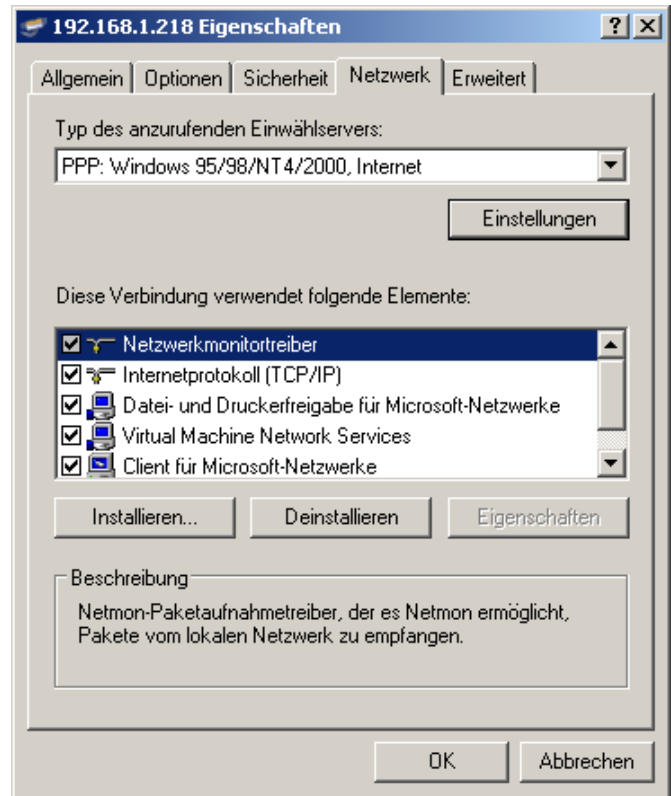 192.168.1.218 Eigenschaften
Allgemein Optionen Sicherheit Netzwerk Erweitert
Typ des anzurufenden Einwählservers:
PPP: Windows 95/98/NT4/2000, Internet
Einstellungen
Diese Verbindung verwendet folgende Elemente:
Netzwerkmonitortreiber
Internetprotokoll (TCP/IP)
Datei- und Druckerfreigabe für Microsoft-Netzwerke
Virtual Machine Network Services
Client für Microsoft-Netzwerke
Installieren... Deinstallieren Eigenschaften
Beschreibung
Netmon-Paketaufnahmetreiber, der es Netmon ermöglicht,
Pakete vom lokalen Netzwerk zu empfangen.
OK Abbrechen